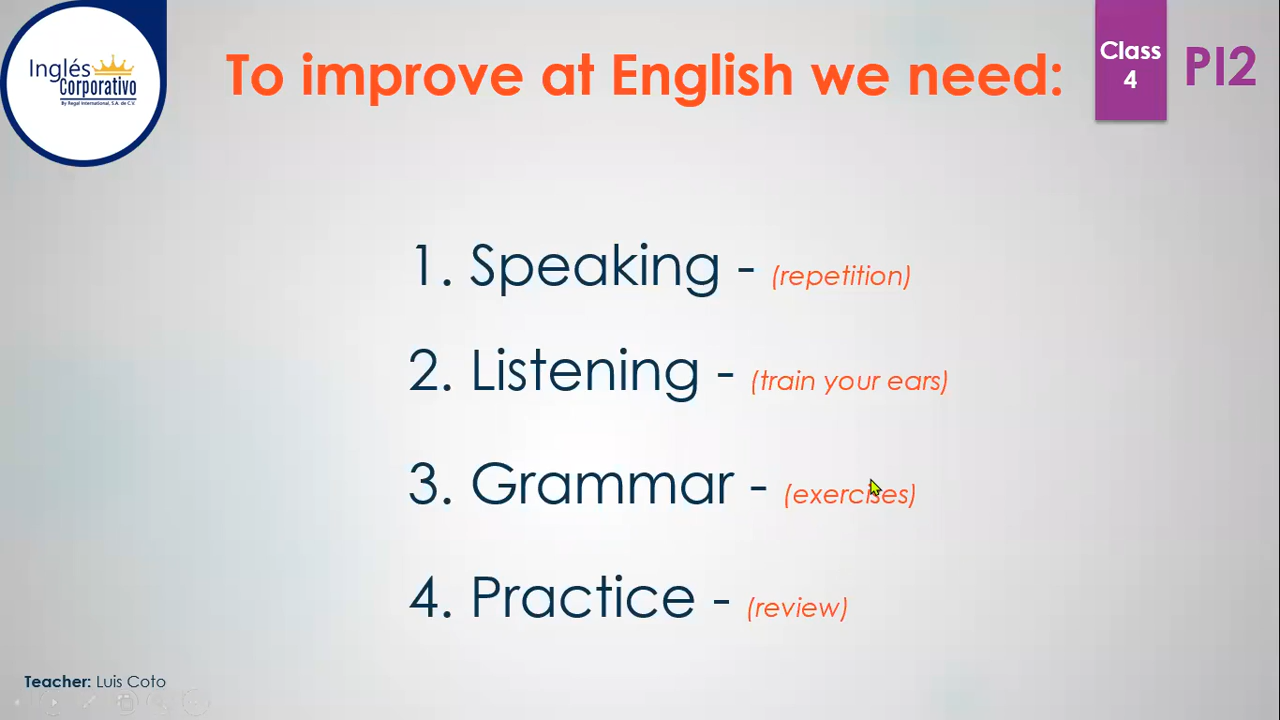 Inglés
Corporativo
By Regal International, S.A. de C.V.
To improve at English we need:
Class
4
PI2
1. Speaking - (repetition)
2. Listening - (train your ears)
3. Grammar - (exercises)
4. Practice - (review)
Teacher: Luis Coto